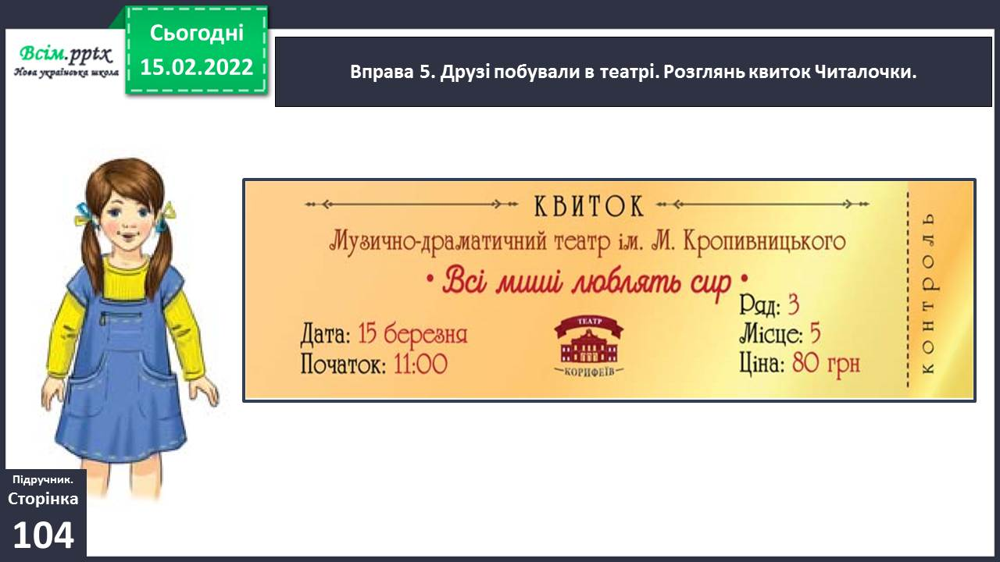 Всім.pptx
Нова українська школа
Сьогодні
15.02.2022
Вправа 5. Друзі побували в театрі. Розглянь квиток Читалочки.
КВИТОК
Музично-драматичний театр ім. М. Кропивницького
• Всі миші люблять сир •
Дата: 15 березня
Початок: 11:00
ТЕАТР
КОРИФЕЇВ
Ряд: 3
Місце: 5
Ціна: 80 грн
КОНТРОЛЬ
Підручник.
Сторінка
104